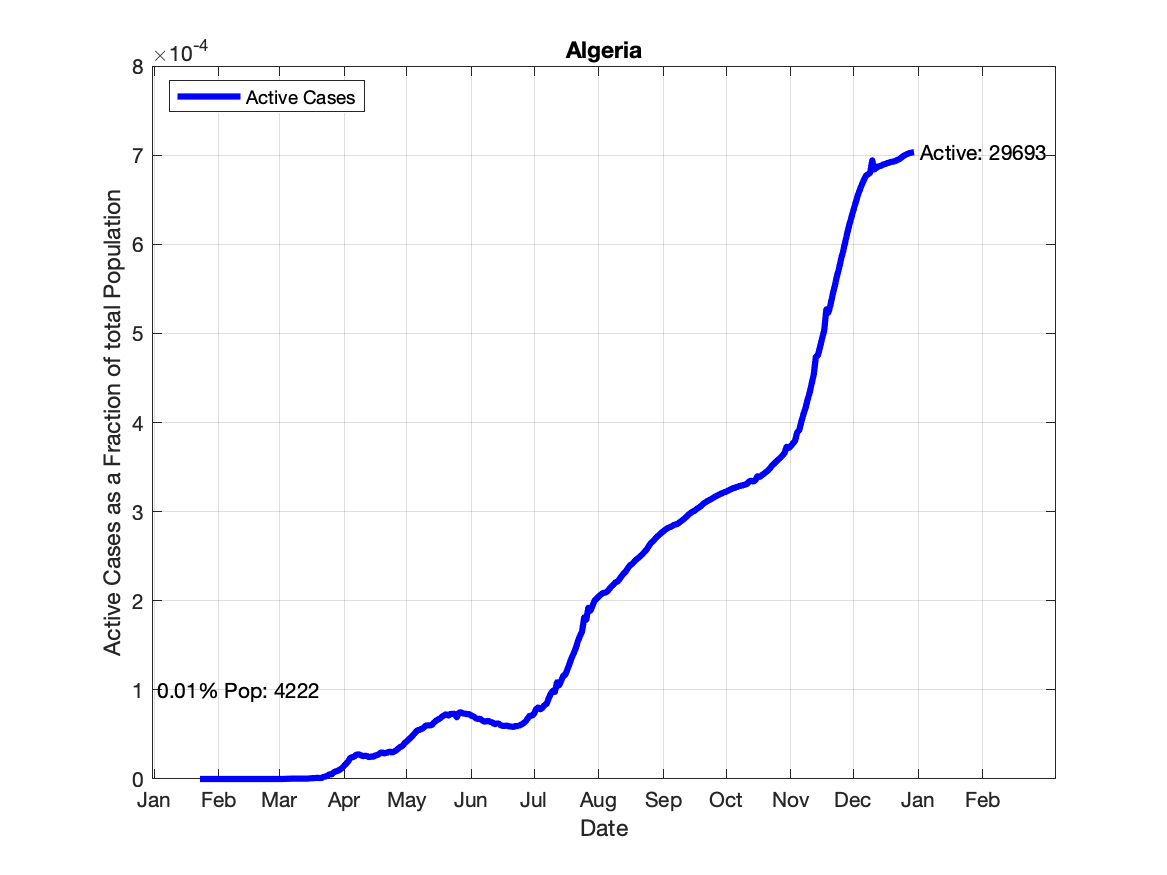 Algeria
×10-4
8
7
6
5
4
3
2
1
0
Active Cases
Active: 29693
0.01% Pop: 4222
Active Cases as a Fraction of total Population
Jan Feb Mar Apr May Jun Jul Aug Sep Oct Nov Dec Jan Feb
Date